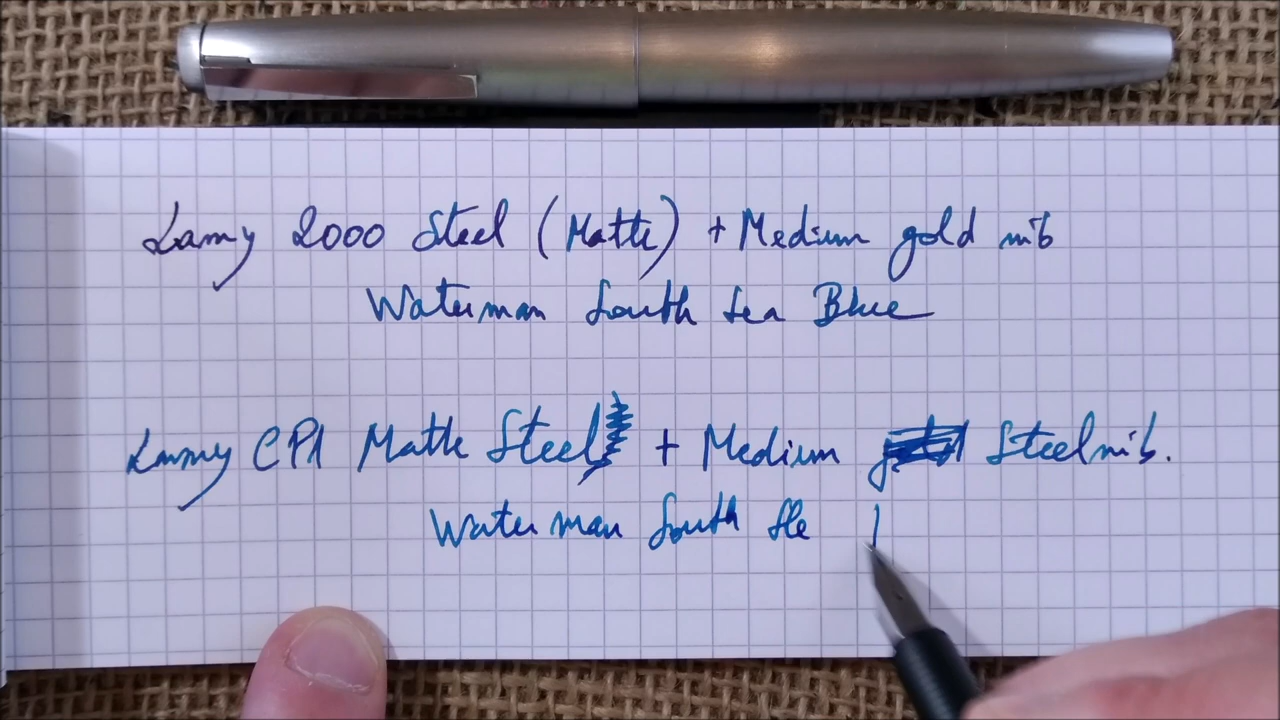 Lamy 2000 Steel (Matte) + Medium gold nib
Waterman South Sea Blue
Lamy CP1 Matte Steel + Medium Steel nib.
Waterman South Se